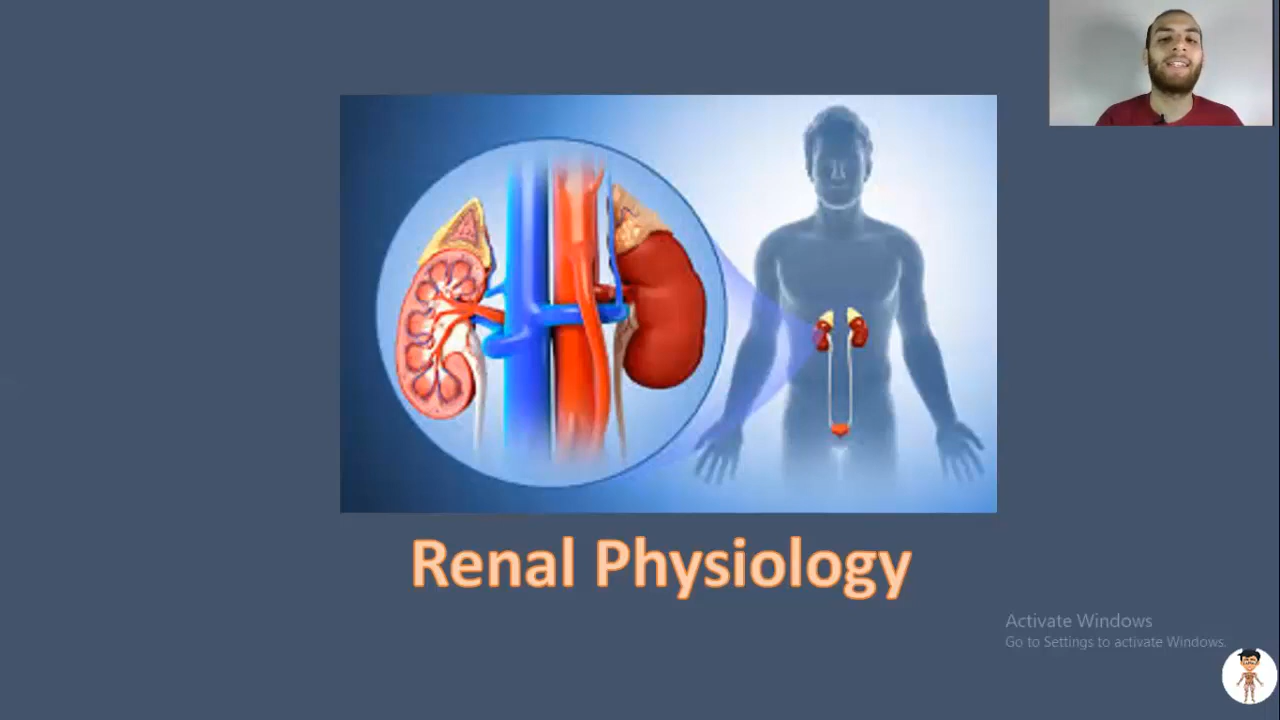 Renal Physiology
Activate Windows
Go to Settings to activate Windows.